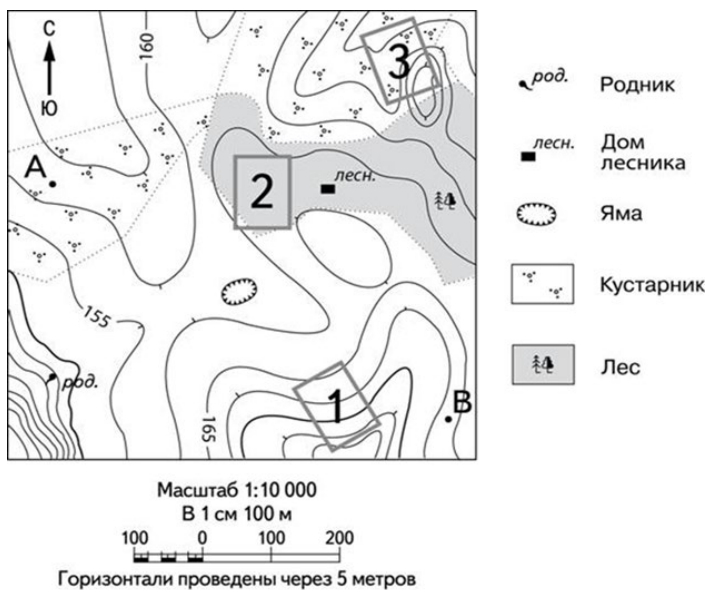 С
Ю
160
3
А
2
лесн.
155
род.
1
165
В
род.
Родник
лесн.
Дом
лесника
Яма
Кустарник
Лес
Масштаб 1:10 000
В 1 см 100 м
100 0 100 200
Горизонтали проведены через 5 метров